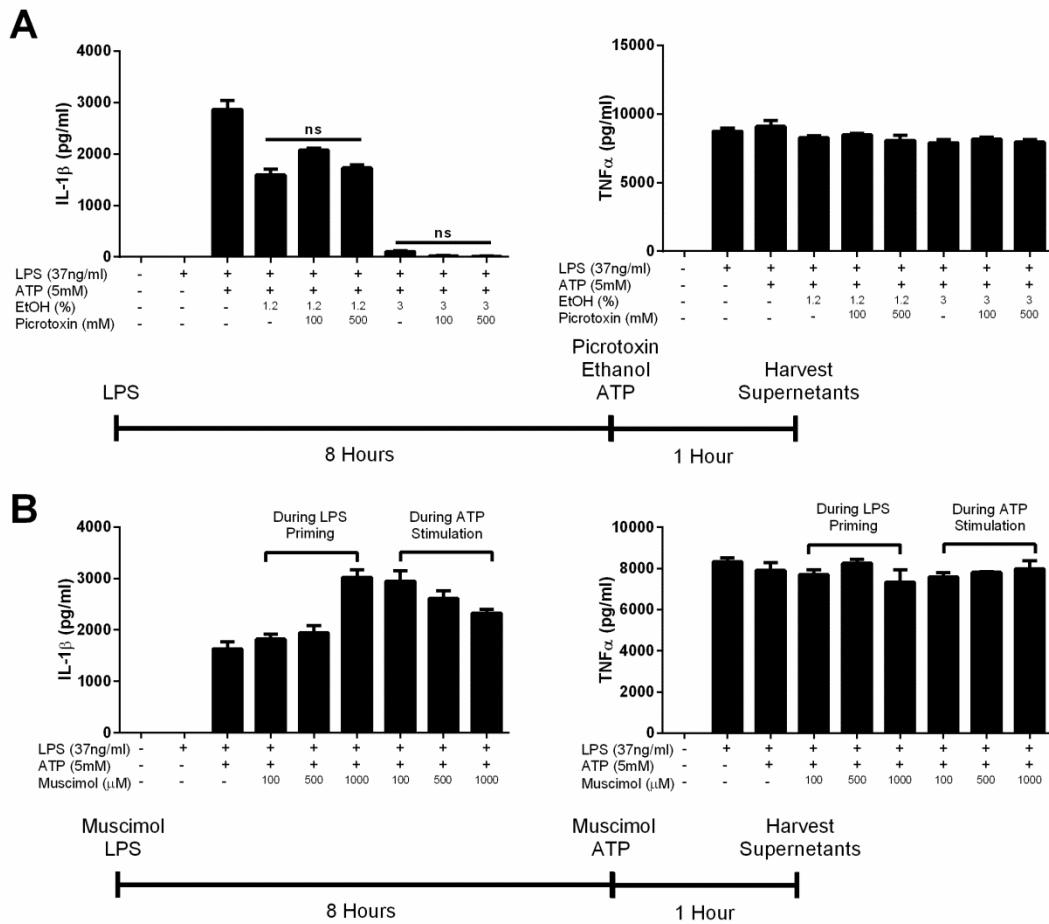 A
4000
3000
2000
1000
0
IL-1β (pg/ml)
ns
ns
LPS (37ng/ml) - + + + + + + + +
ATP (5mM) - - + + + + + + +
EtOH (%) - - - 1.2 1.2 1.2 3 3 3
Picrotoxin (mM) - - - - 100 500 - 100 500
15000
10000
5000
0
TNFα (pg/ml)
LPS (37ng/ml) - + + + + + + + +
ATP (5mM) - - + + + + + + +
EtOH (%) - - - 1.2 1.2 1.2 3 3 3
Picrotoxin (mM) - - - - 100 500 - 100 500
LPS
Picrotoxin
Ethanol
ATP
Harvest
Supernetants
8 Hours
1 Hour
B
4000
3000
2000
1000
0
IL-1β (pg/ml)
During LPS
Priming
During ATP
Stimulation
LPS (37ng/ml) - + + + + + + + +
ATP (5mM) - - + + + + + + +
Muscimol (μM) - - - 100 500 1000 100 500 1000
10000
8000
6000
4000
2000
0
TNFα (pg/ml)
During LPS
Priming
During ATP
Stimulation
LPS (37ng/ml) - + + + + + + + +
ATP (5mM) - - + + + + + + +
Muscimol (μM) - - - 100 500 1000 100 500 1000
Muscimol
LPS
Muscimol
ATP
Harvest
Supernetants
8 Hours
1 Hour